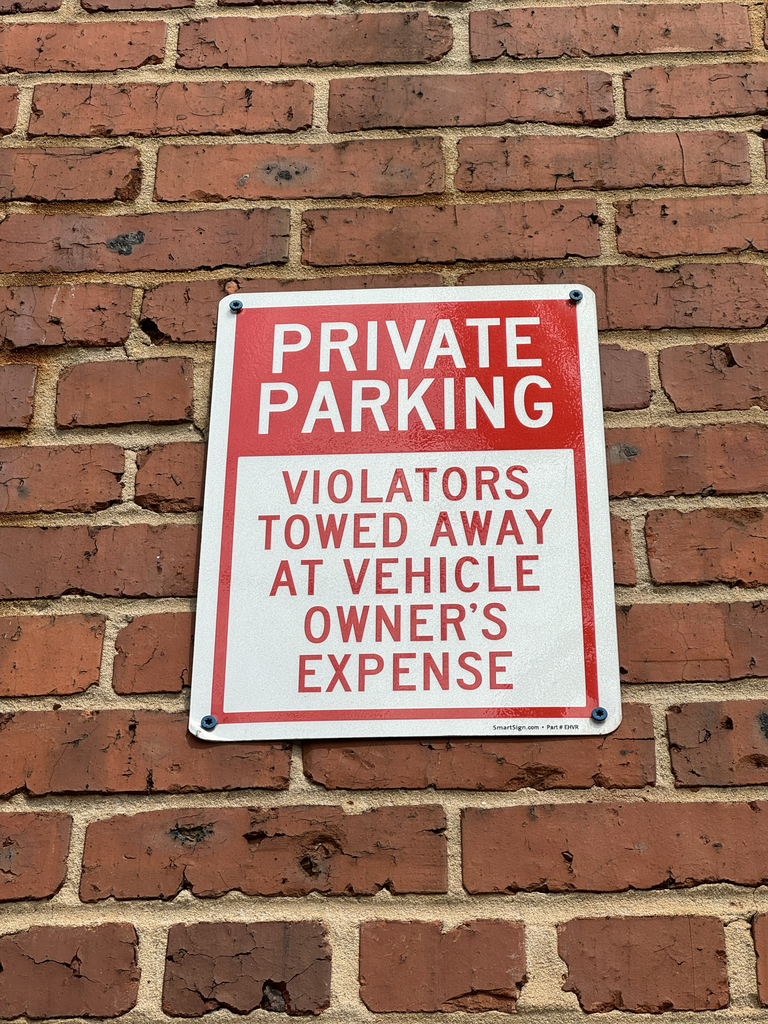 PRIVATE
PARKING
VIOLATORS
TOWED AWAY
AT VEHICLE
OWNER'S
EXPENSE
SmartSign.com • Part # EHVR